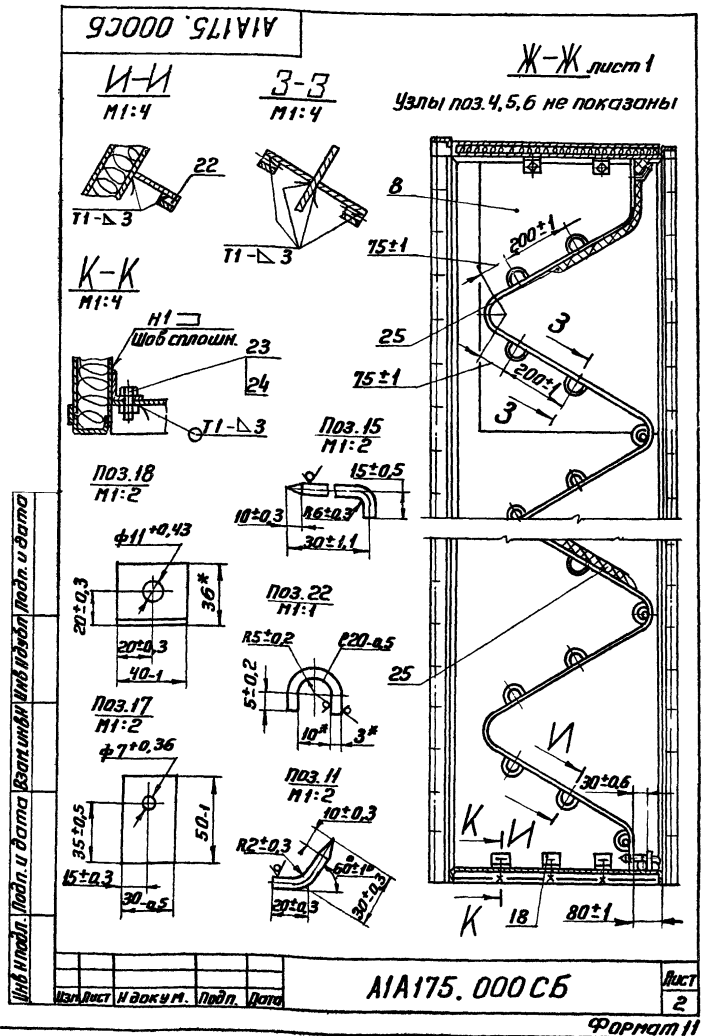 А1А175.000СБ
И-И
М1:4
22
Т1-⊿3
З-З
М1:4
Т1-⊿3
Ж-Ж лист 1
Узлы поз.4,5,6 не показаны
8
200±1
75±1
25
75±1
200±1
З
З
К-К
М1:4
Н1
Шов сплошн.
23
24
Т1-⊿3
Поз.15
М1:2
15±0,5
10±0,3
R6±0,3
30±1,1
Поз.18
М1:2
ф11+0,43
20±0,3
36*
20±0,3
40-1
Поз.22
М1:1
R5±0,2
ℓ20-0,5
5±0,2
10*
3*
25
Поз.17
М1:2
ф7+0,36
35±0,5
50-1
15±0,3
30-0,5
Поз.11
М1:2
10±0,3
R2±0,3
60±1°
30±0,3
20±0,3
И
И
30±0,6
К
К
18
80±1
Инв № подл.
Подп. и дата
Взам. инв №
Инв № дубл
Подп. и дата
Изм
Лист
№ докум.
Подп.
Дата
А1А175.000СБ
Лист
2
Формат 11